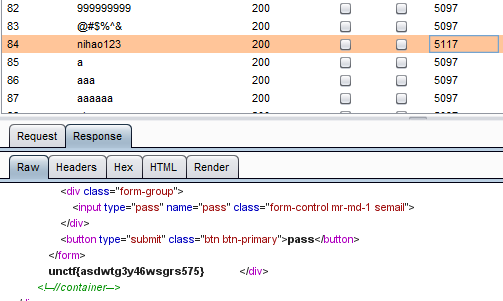 82 999999999 200 5097
83 @#$%^& 200 5097
84 nihao123 200 5117
85 a 200 5097
86 aaa 200 5097
87 aaaaaa 200 5097
Request Response
Raw Headers Hex HTML Render
<div class="form-group">
<input type="pass" name="pass" class="form-control mr-md-1 semail">
</div>
<button type="submit" class="btn btn-primary">pass</button>
</form>
unctf{asdwtg3y46wsgrs575} </div>
<!--//container-->